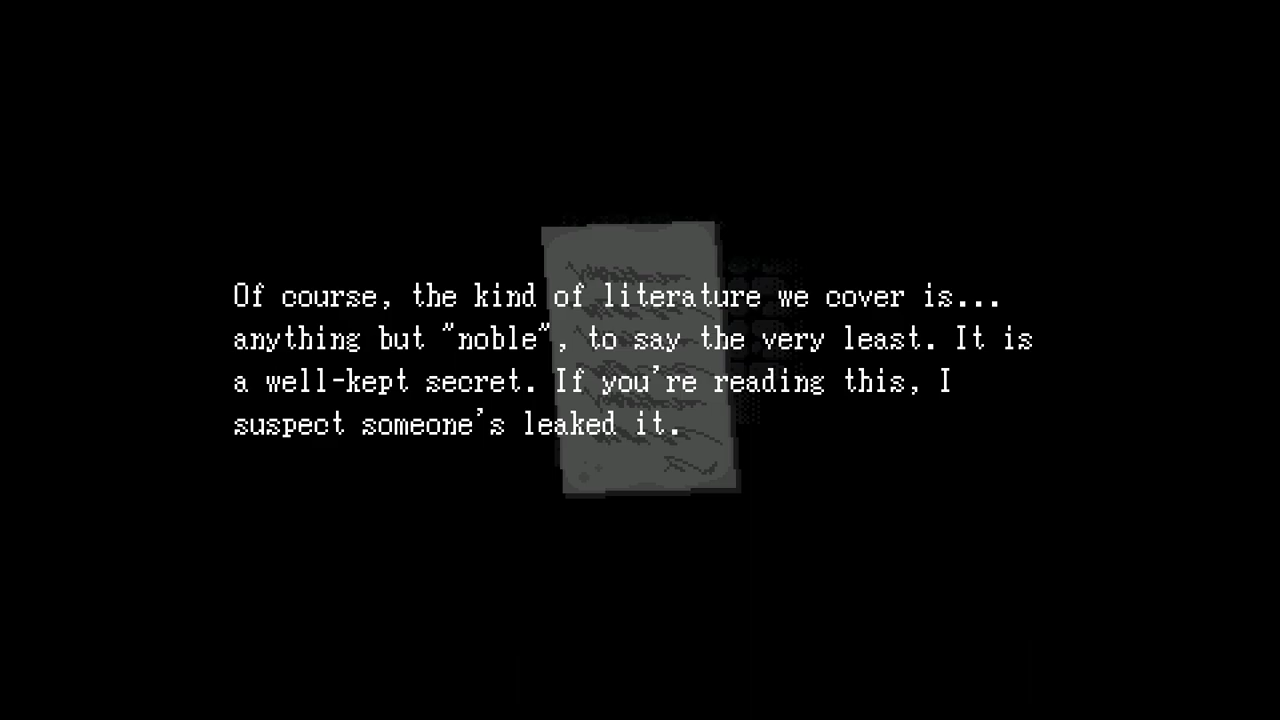 Of course, the kind of literature we cover is...
anything but "noble", to say the very least. It is
a well-kept secret. If you're reading this, I
suspect someone's leaked it.